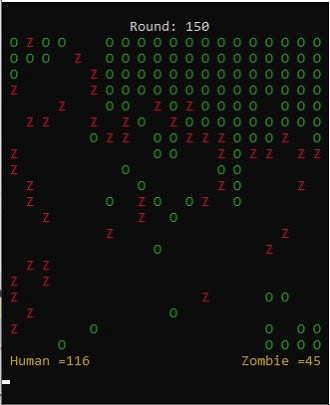 Round: 150
O Z O O     O O O O O O O O O O O O O O
O O O   Z   O O O O O O O O O O O O O O
O         Z O O O O O O O O O O O O O O
Z         Z O O O O O O O O O O O O O O
      Z     O O   Z   Z O O O O O O O O
  Z Z     Z   Z O   Z O O O O O O O O O
          O Z Z   O O Z Z Z O O O Z   O
Z                 O O     Z O Z Z   Z Z
Z             O           O O
  Z             O         Z O       Z
  Z         O   Z O   O Z   O
    Z           Z   O
            Z                     Z
                  O             Z
  Z Z
Z   Z
Z                       Z       O O
  Z                 O
Z         O                     O   O O
      O                         O O O O
Human =116 Zombie =45